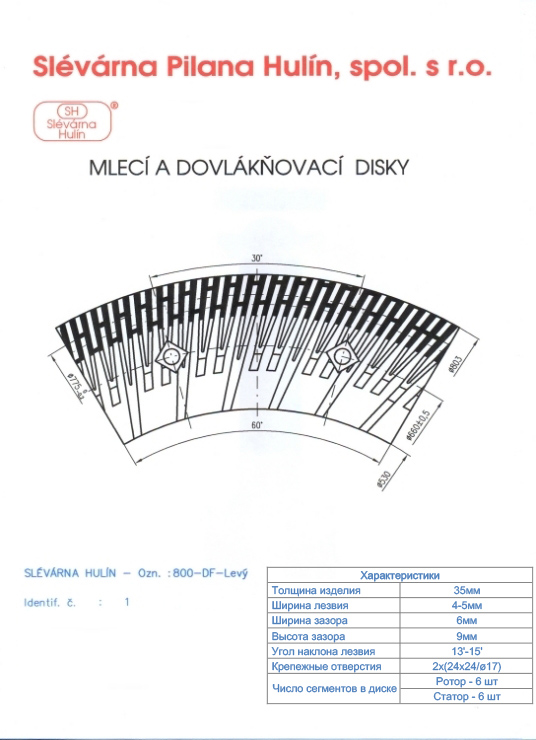 Slévárna Pilana Hulín, spol. s r.o.
SH
®
Slévárna
Hulín
MLECÍ A DOVLÁKŇOVACÍ DISKY
30°
ø803
ø660±0,5
60°
ø530
SLÉVÁRNA HULÍN – Ozn. :800–DF–Levý
Identif. č. : 1
Характеристики
Толщина изделия 35мм
Ширина лезвия 4-5мм
Ширина зазора 6мм
Высота зазора 9мм
Угол наклона лезвия 13'-15'
Крепежные отверстия 2x(24x24/ø17)
Число сегментов в диске Ротор - 6 шт
Статор - 6 шт